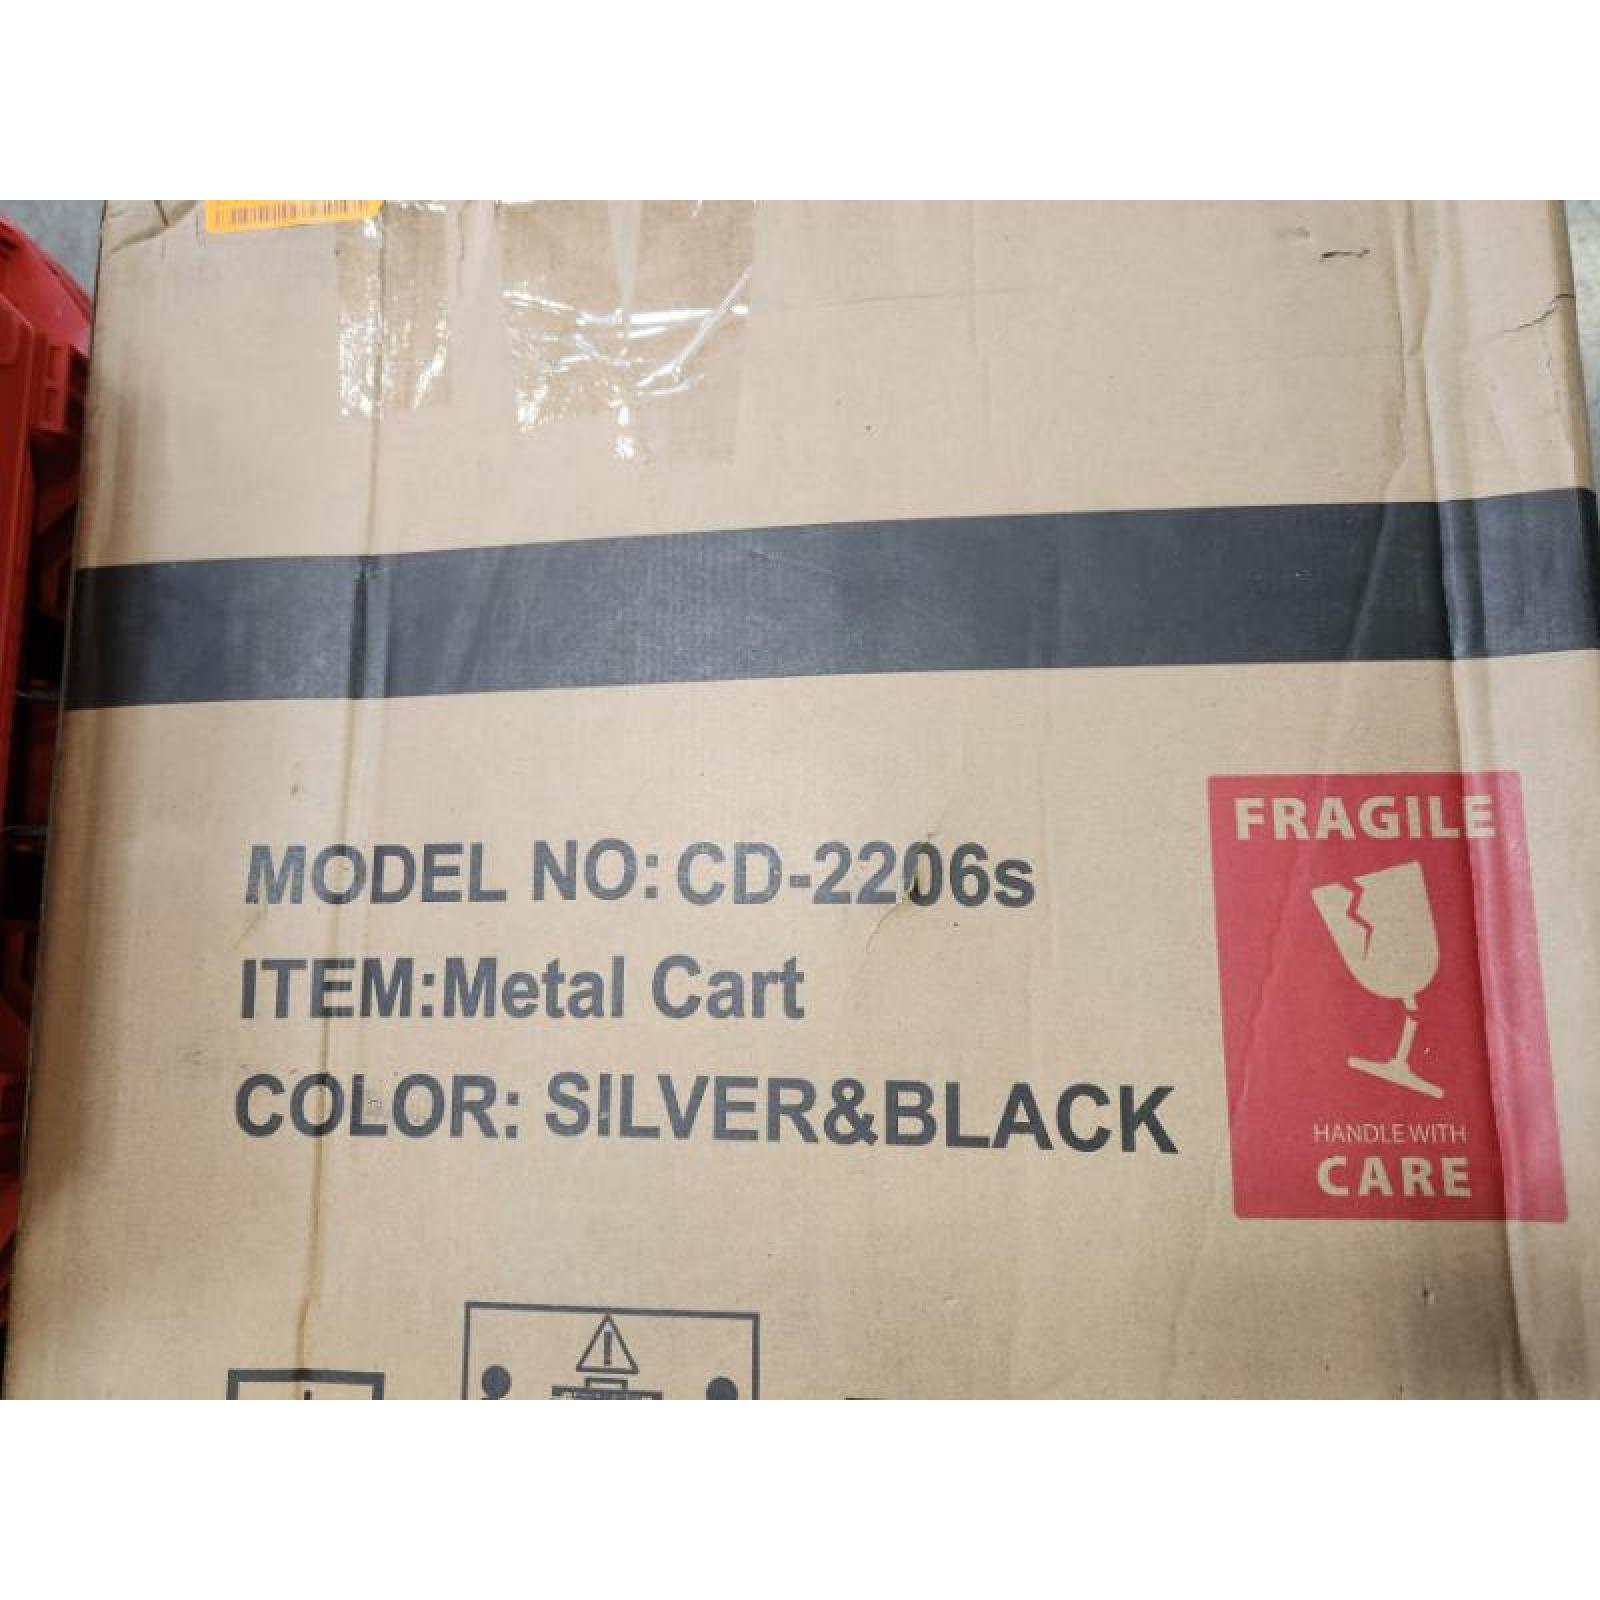 MODEL NO: CD-2206s
ITEM:Metal Cart
COLOR: SILVER&BLACK
FRAGILE
HANDLE WITH
CARE